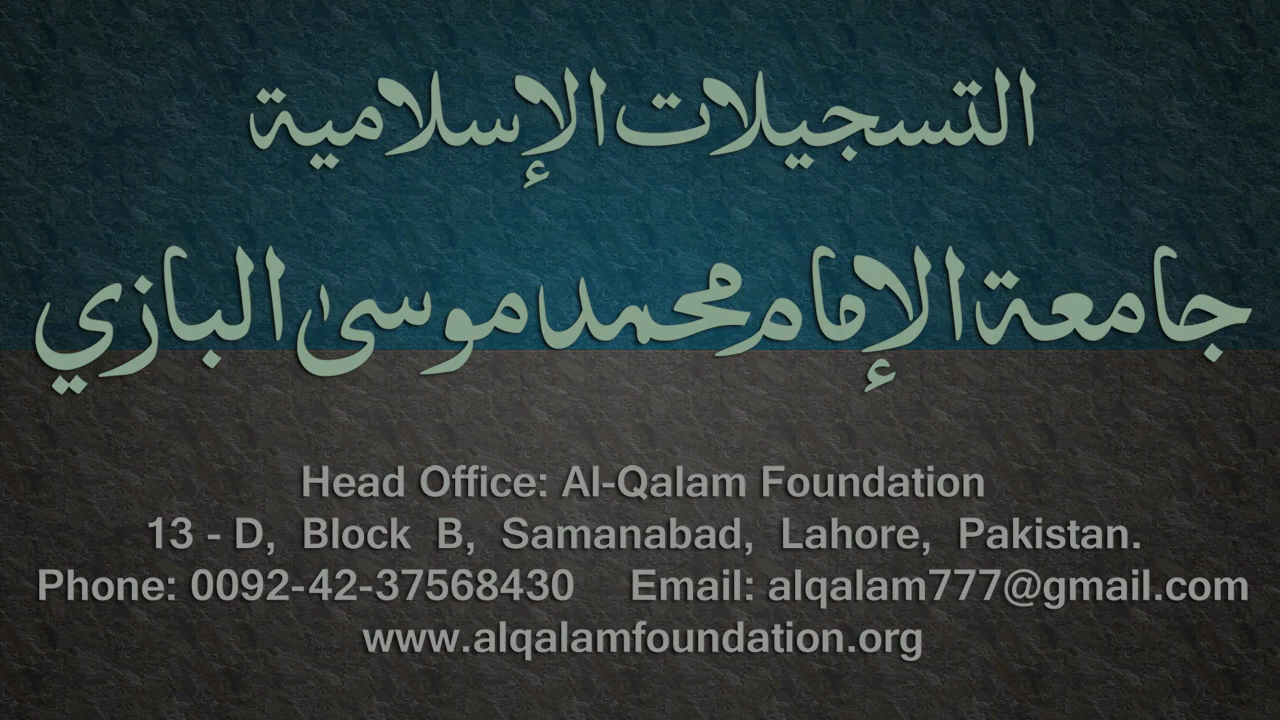 التسجيلات الإسلامية
جامعة الإمام محمد موسىٰ البازي
Head Office: Al-Qalam Foundation
13 - D, Block B, Samanabad, Lahore, Pakistan.
Phone: 0092-42-37568430 Email: alqalam777@gmail.com
www.alqalamfoundation.org